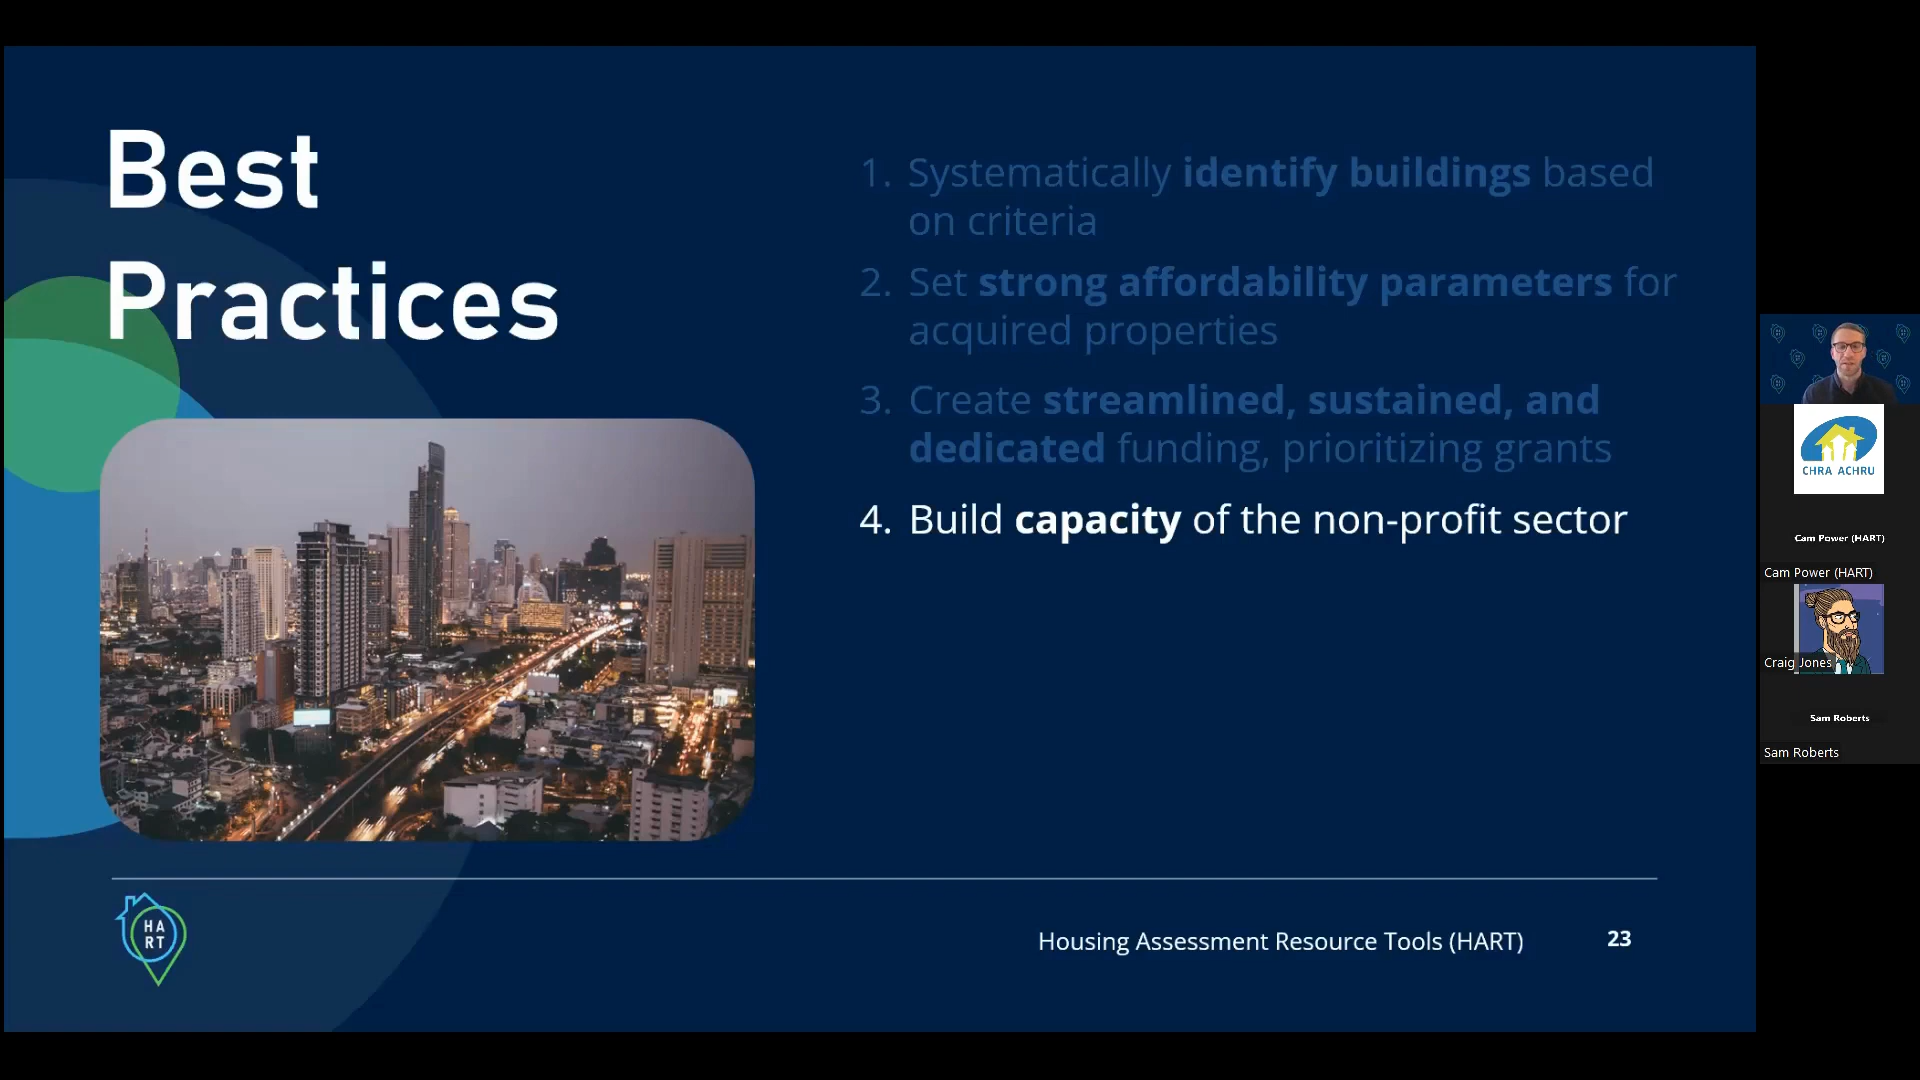 Best
Practices
1. Systematically identify buildings based
on criteria
2. Set strong affordability parameters for
acquired properties
3. Create streamlined, sustained, and
dedicated funding, prioritizing grants
4. Build capacity of the non-profit sector
HA
RT
Housing Assessment Resource Tools (HART)
23
CHRA ACHRU
Cam Power (HART)
Cam Power (HART)
Craig Jones
Sam Roberts
Sam Roberts